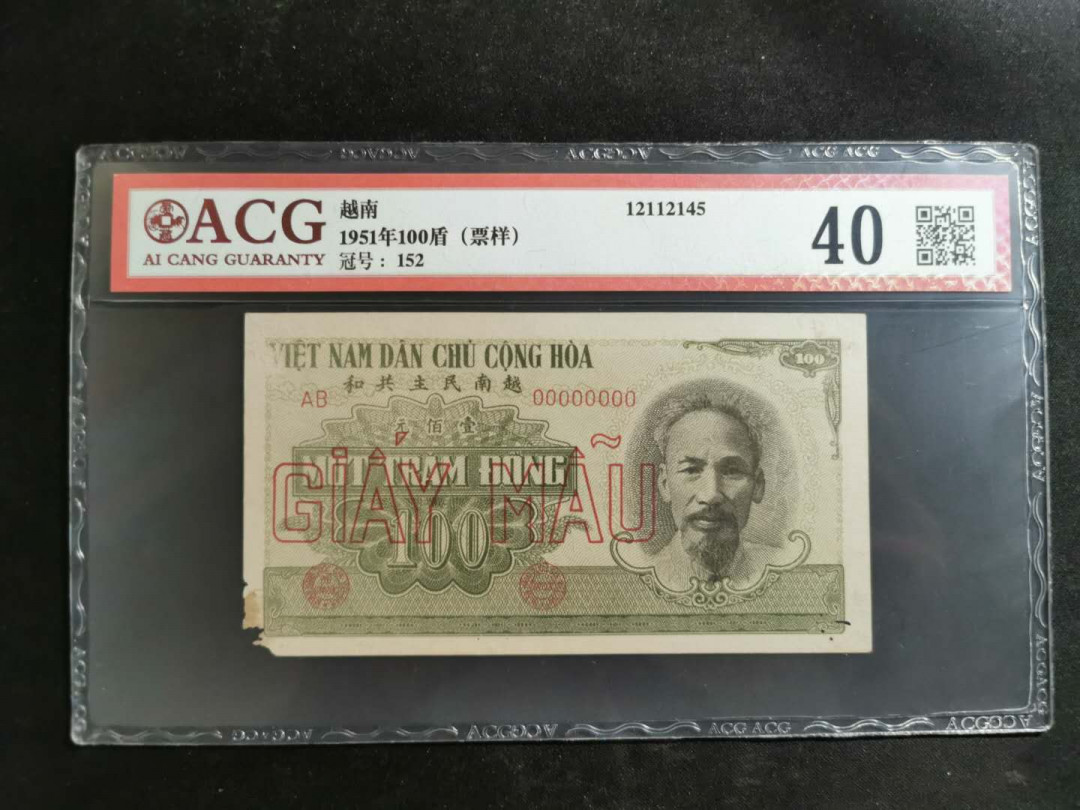 ACG
AI CANG GUARANTY
越南
1951年100盾（票样）
冠号：152
12112145
40
VIỆT NAM DÂN CHỦ CỘNG HÒA
和共主民南越
AB
00000000
100
元佰壹
MỘT TRĂM ĐỒNG
GIẤY MẪU
100